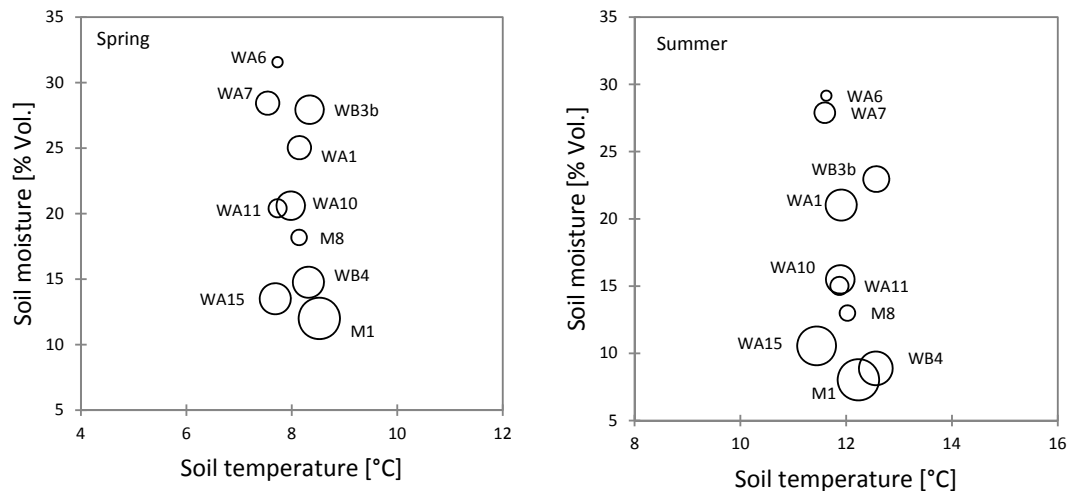 Spring
35
30
25
20
15
10
5
4
6
8
10
12
Soil moisture [% Vol.]
Soil temperature [°C]
WA6
WA7
WB3b
WA1
WA11
WA10
M8
WB4
WA15
M1
Summer
35
30
25
20
15
10
5
8
10
12
14
16
Soil moisture [% Vol.]
Soil temperature [°C]
WA6
WA7
WB3b
WA1
WA10
WA11
M8
WA15
WB4
M1